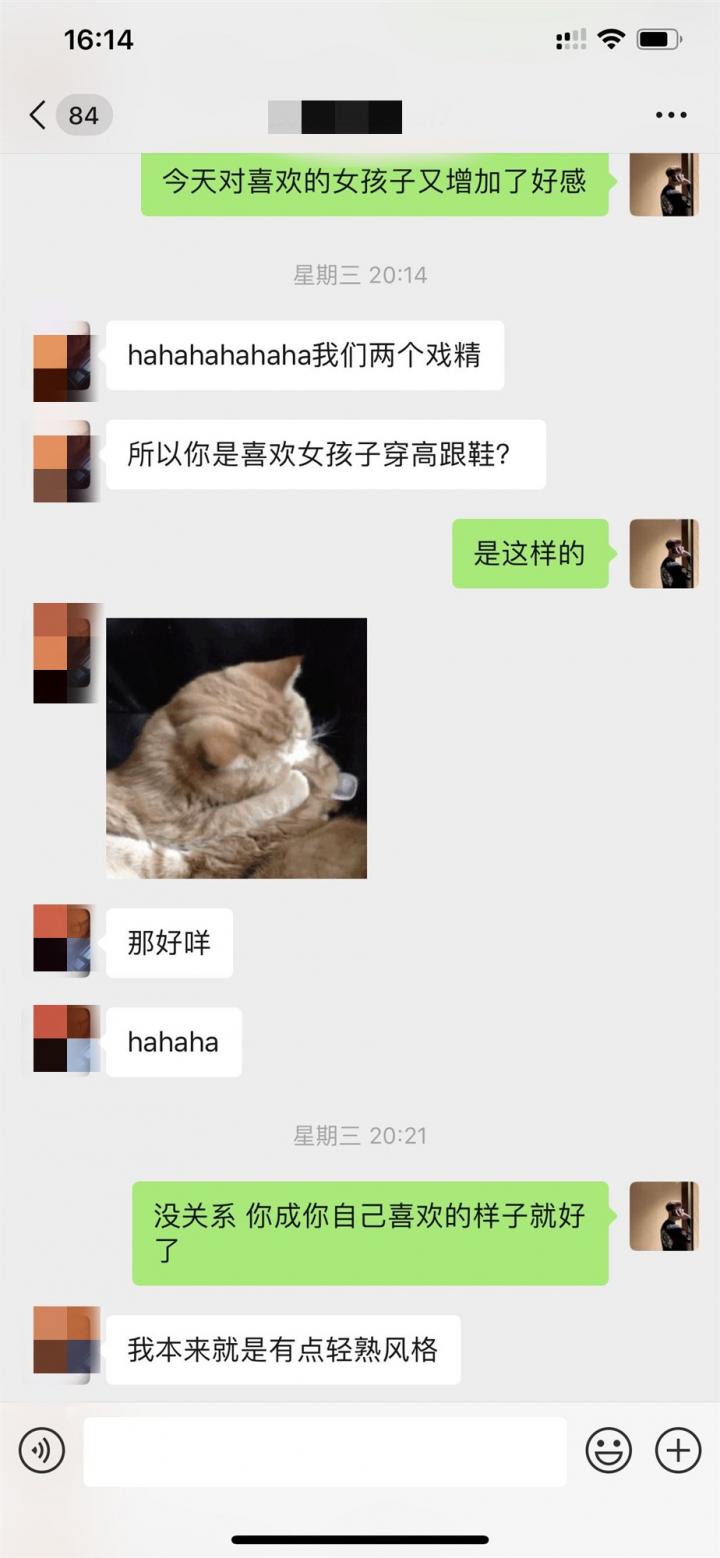 16:14
84
今天对喜欢的女孩子又增加了好感
星期三 20:14
hahahahahaha我们两个戏精
所以你是喜欢女孩子穿高跟鞋?
是这样的
那好咩
hahaha
星期三 20:21
没关系 你成你自己喜欢的样子就好
了
我本来就是有点轻熟风格